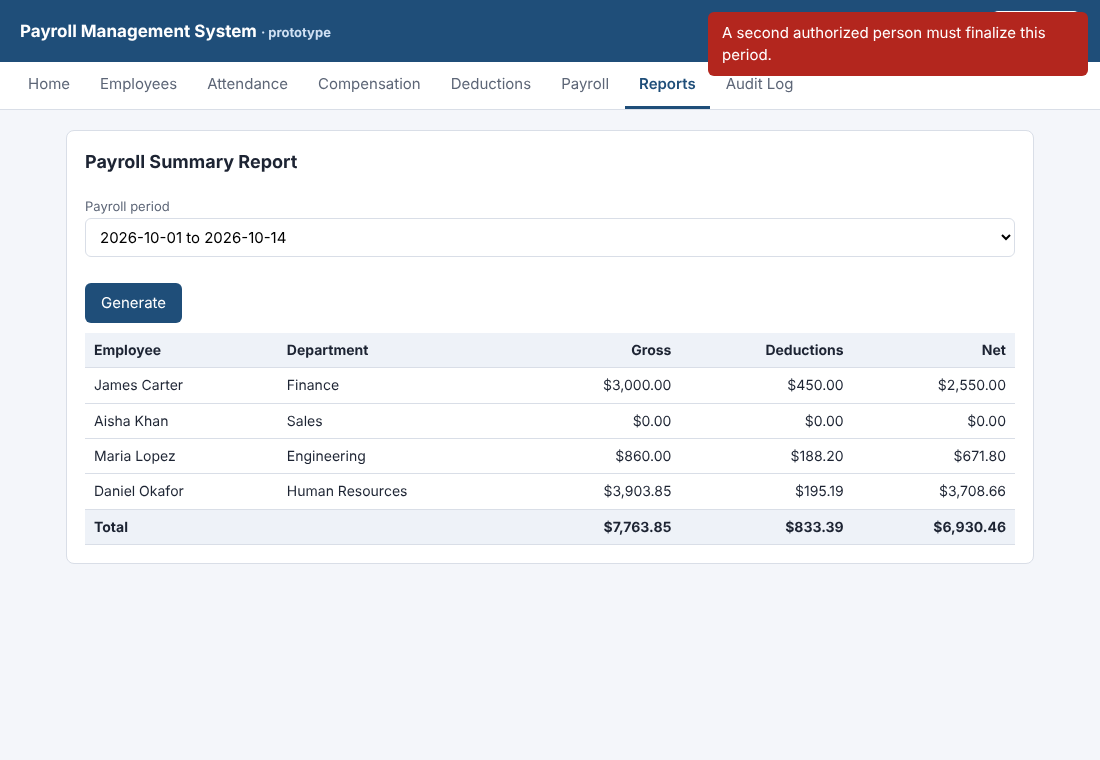 Payroll Management System · prototype
A second authorized person must finalize this
period.
Home Employees Attendance Compensation Deductions Payroll Reports Audit Log
Payroll Summary Report
Payroll period
2026-10-01 to 2026-10-14
Generate
Employee Department Gross Deductions Net
James Carter Finance $3,000.00 $450.00 $2,550.00
Aisha Khan Sales $0.00 $0.00 $0.00
Maria Lopez Engineering $860.00 $188.20 $671.80
Daniel Okafor Human Resources $3,903.85 $195.19 $3,708.66
Total $7,763.85 $833.39 $6,930.46